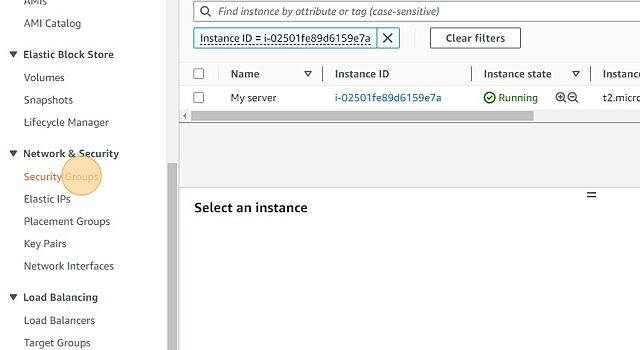 AMIs
AMI Catalog
Elastic Block Store
Volumes
Snapshots
Lifecycle Manager
Network & Security
Security Groups
Elastic IPs
Placement Groups
Key Pairs
Network Interfaces
Load Balancing
Load Balancers
Target Groups
Find instance by attribute or tag (case-sensitive)
Instance ID = i-02501fe89d6159e7a
Clear filters
Name Instance ID Instance state Instanc
My server i-02501fe89d6159e7a Running t2.micro
Select an instance